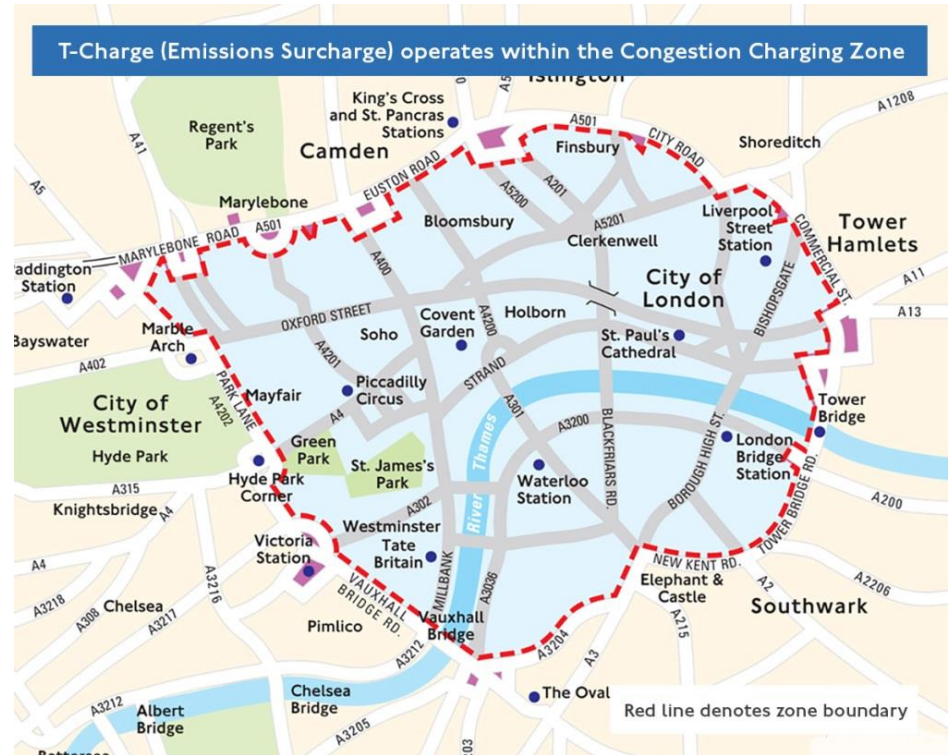 T-Charge (Emissions Surcharge) operates within the Congestion Charging Zone
Islington
King's Cross
and St. Pancras
Stations
A501
CITY ROAD
A1208
Shoreditch
Regent's
Park
A41
Camden
EUSTON ROAD
Finsbury
A5
A5200
A201
Marylebone
A501
Bloomsbury
A5201
Clerkenwell
Liverpool
Street
Station
COMMERCIAL ST.
Tower
Hamlets
MARYLEBONE ROAD
A400
addington
Station
City of
London
BISHOPSGATE
A11
A13
OXFORD STREET
Soho
Covent
Garden
A4200
Holborn
St. Paul's
Cathedral
Marble
Arch
Bayswater
A402
A4201
STRAND
PARK LANE
A4202
Mayfair
Piccadilly
Circus
A4
City of
Westminster
Hyde Park
Green
Park
St. James's
Park
River Thames
A301
A3200
BLACKFRIARS RD.
BOROUGH HIGH ST.
London
Bridge
Station
Tower
Bridge
A315
Knightsbridge
A4
Hyde Park
Corner
A302
Waterloo
Station
TOWER BRIDGE RD.
A200
Victoria
Station
Westminster
Tate
Britain
MILLBANK
A3036
NEW KENT RD.
A4
A3216
A3218
A308
Chelsea
A3217
VAUXHALL
BRIDGE RD.
Pimlico
Vauxhall
Bridge
Elephant &
Castle
A2
A2206
Southwark
A3212
A3204
A3
A215
A3212
Albert
Bridge
Chelsea
Bridge
The Oval
A3205
Red line denotes zone boundary